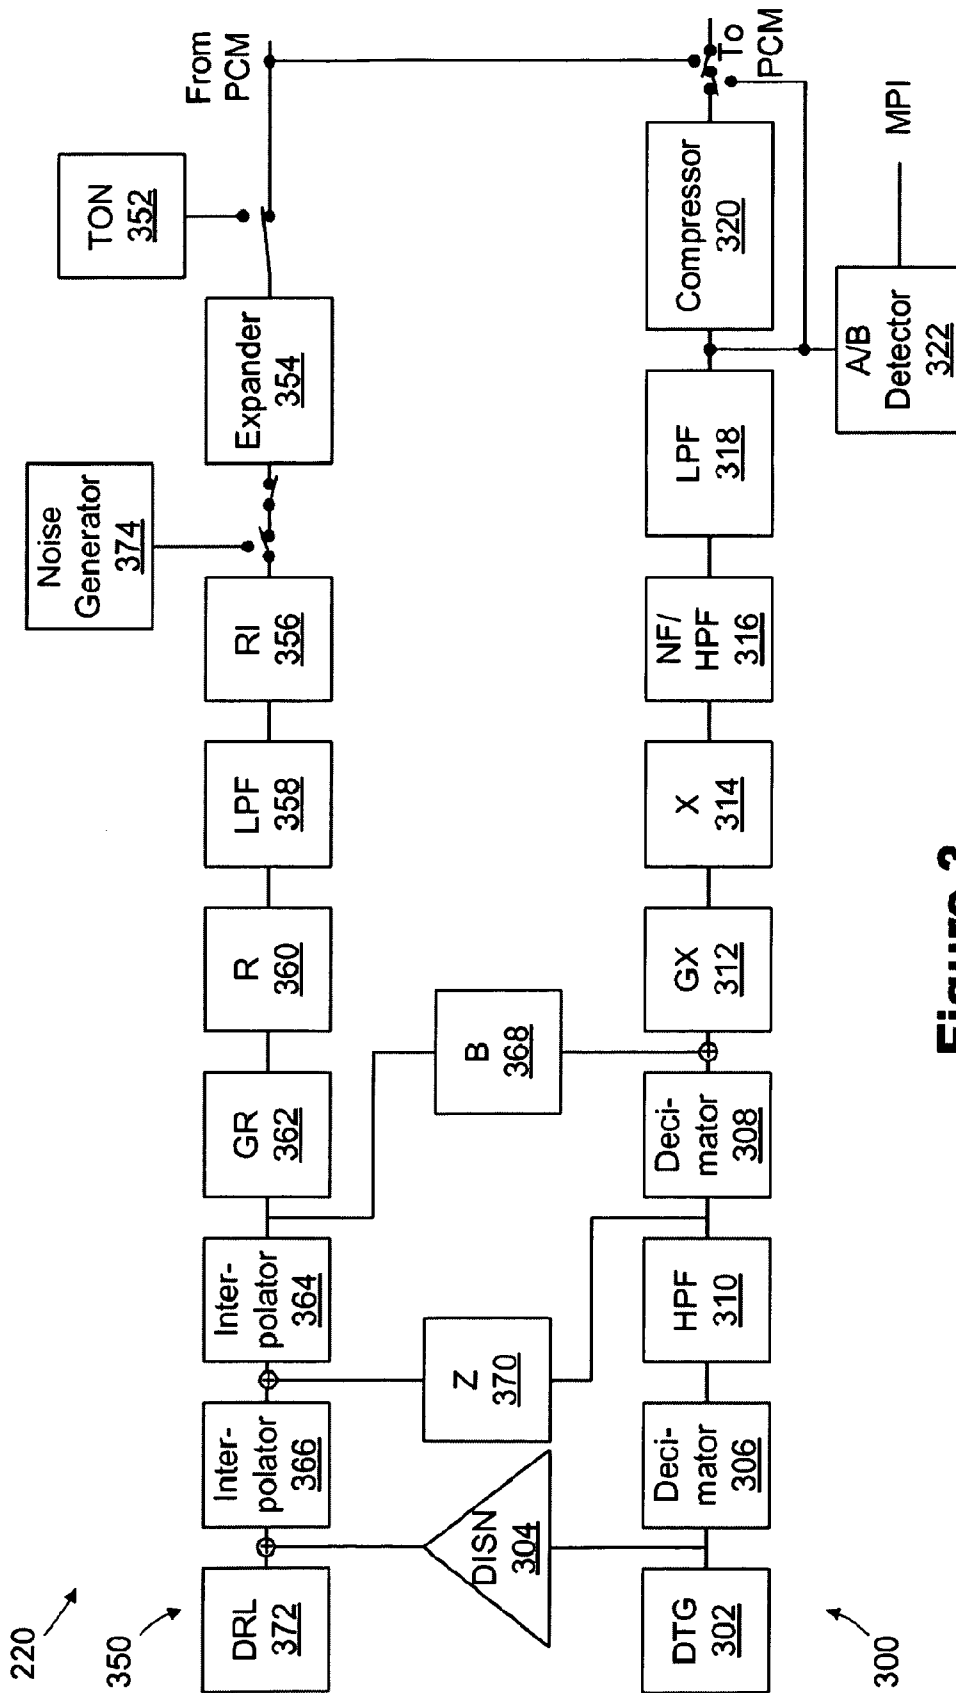 220
350
DRL
372
Inter-
polator
366
Inter-
polator
364
GR
362
R
360
LPF
358
RI
356
Noise
Generator
374
Expander
354
TON
352
From
PCM
DISN
304
Z
370
B
368
DTG
302
Deci-
mator
306
HPF
310
Deci-
mator
308
GX
312
X
314
NF/
HPF
316
LPF
318
Compressor
320
To
PCM
A/B
Detector
322
MPI
300